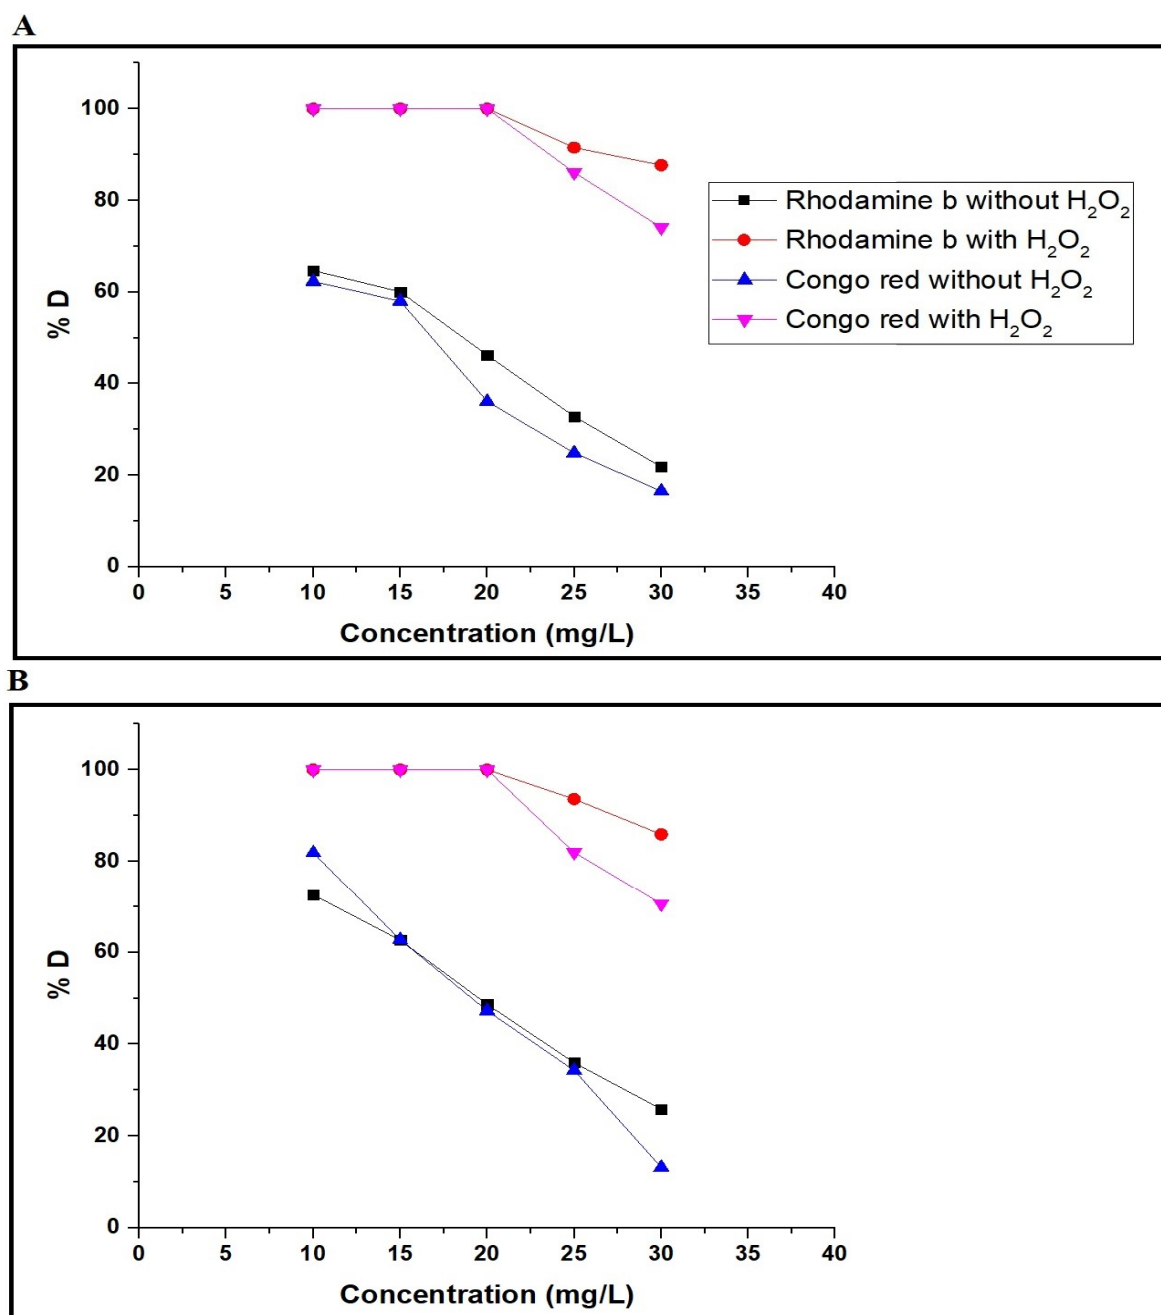 A
100
80
60
40
20
0
% D
0 5 10 15 20 25 30 35 40
Concentration (mg/L)
Rhodamine b without H₂O₂
Rhodamine b with H₂O₂
Congo red without H₂O₂
Congo red with H₂O₂
B
100
80
60
40
20
0
% D
0 5 10 15 20 25 30 35 40
Concentration (mg/L)